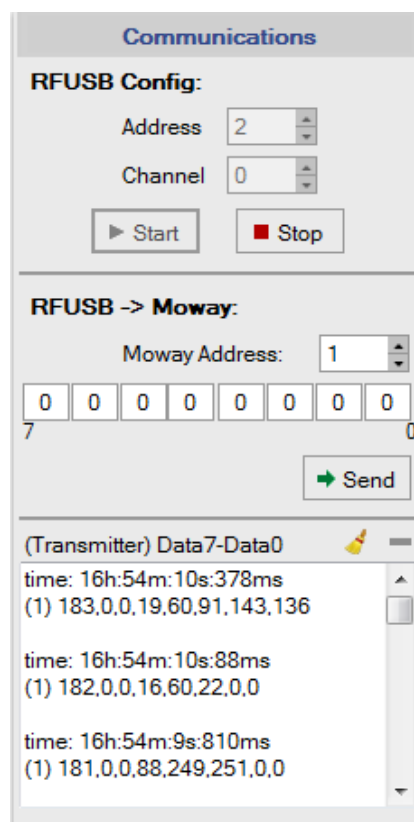 Communications
RFUSB Config:
Address 2
Channel 0
Start Stop
RFUSB -> Moway:
Moway Address: 1
0 0 0 0 0 0 0 0
7 0
Send
(Transmitter) Data7-Data0
time: 16h:54m:10s:378ms
(1) 183,0,0,19,60,91,143,136
time: 16h:54m:10s:88ms
(1) 182,0,0,16,60,22,0,0
time: 16h:54m:9s:810ms
(1) 181,0,0,88,249,251,0,0